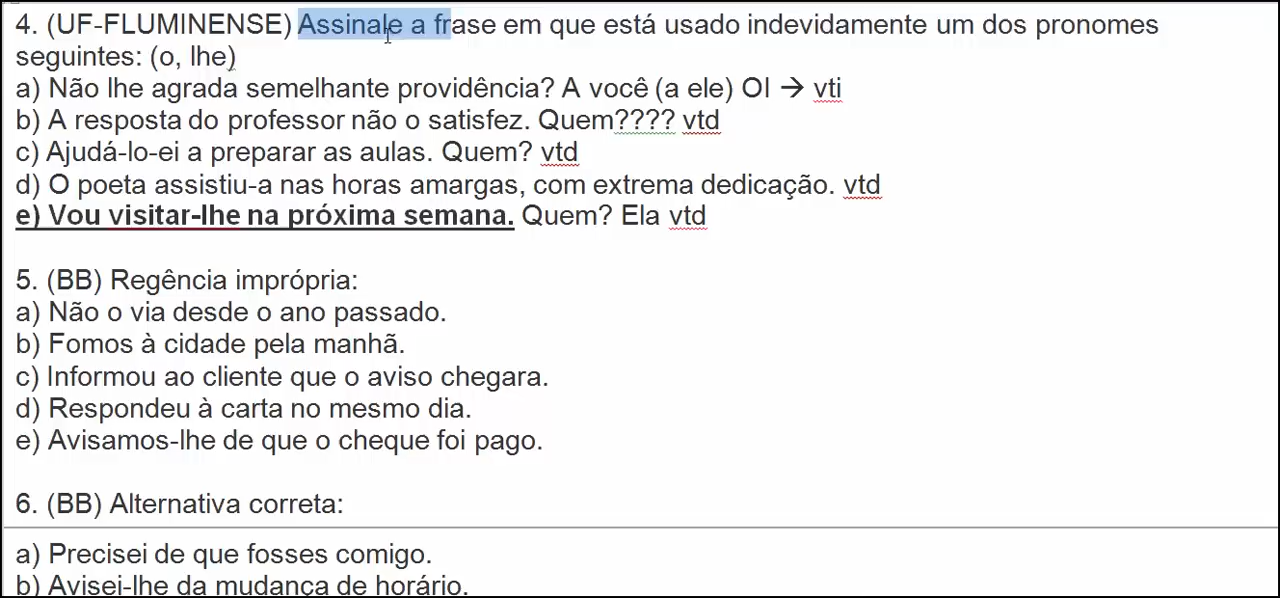 4. (UF-FLUMINENSE) Assinale a frase em que está usado indevidamente um dos pronomes
seguintes: (o, lhe)
a) Não lhe agrada semelhante providência? A você (a ele) OI → vti
b) A resposta do professor não o satisfez. Quem???? vtd
c) Ajudá-lo-ei a preparar as aulas. Quem? vtd
d) O poeta assistiu-a nas horas amargas, com extrema dedicação. vtd
e) Vou visitar-lhe na próxima semana. Quem? Ela vtd
5. (BB) Regência imprópria:
a) Não o via desde o ano passado.
b) Fomos à cidade pela manhã.
c) Informou ao cliente que o aviso chegara.
d) Respondeu à carta no mesmo dia.
e) Avisamos-lhe de que o cheque foi pago.
6. (BB) Alternativa correta:
a) Precisei de que fosses comigo.
b) Avisei-lhe da mudança de horário.